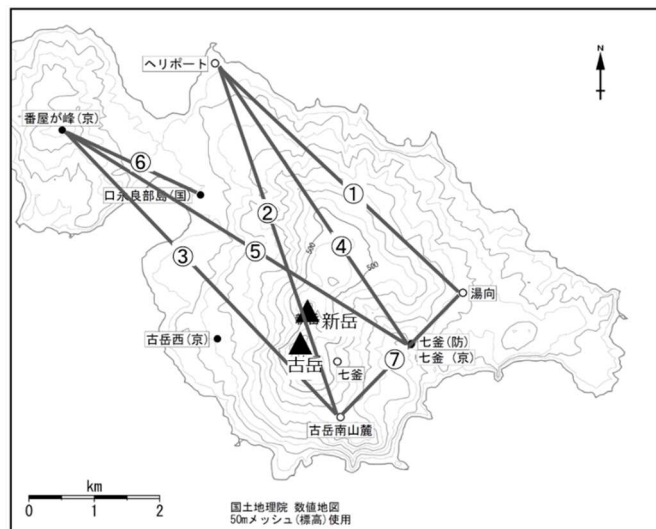 N
ヘリポート
番屋が峰(京)
⑥
口永良部島(国)
①
②
③
⑤
④
500
500
湯向
新岳
古岳西(京)
古岳
七釜(防)
七釜(京)
七釜
⑦
古岳南山麓
km
0 1 2
国土地理院 数値地図
50mメッシュ(標高)使用